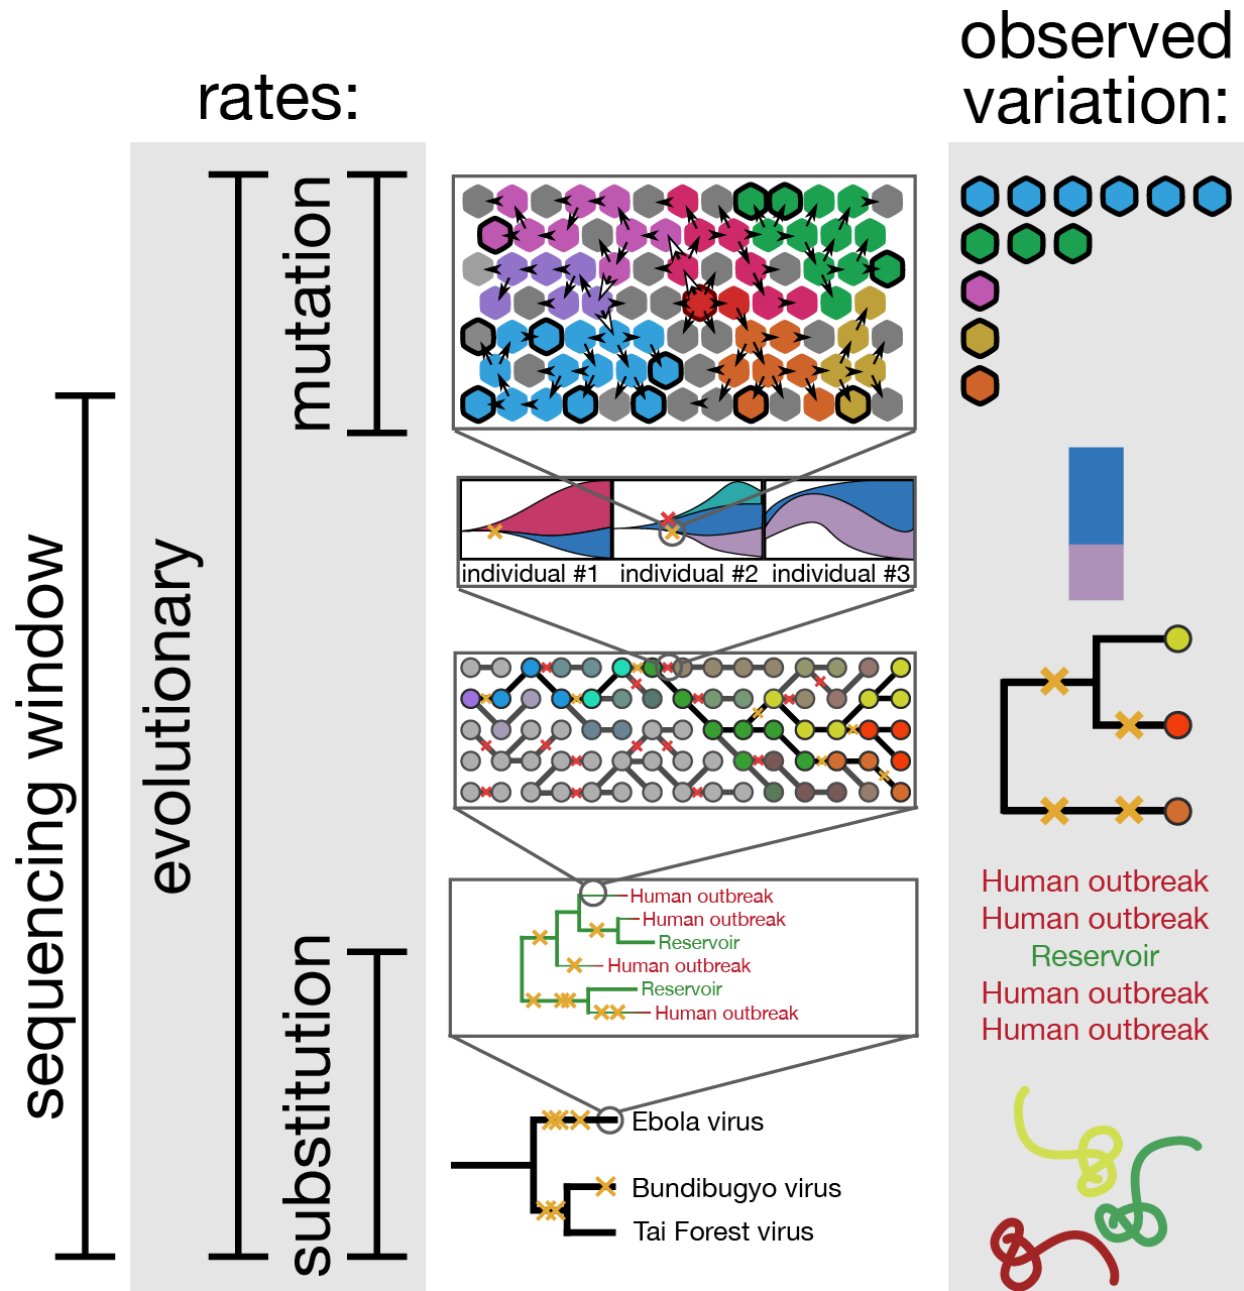 rates:
observed
variation:
sequencing window
evolutionary
mutation
substitution
individual #1
individual #2
individual #3
Human outbreak
Human outbreak
Reservoir
Human outbreak
Reservoir
Human outbreak
Ebola virus
Bundibugyo virus
Tai Forest virus
Human outbreak
Human outbreak
Reservoir
Human outbreak
Human outbreak